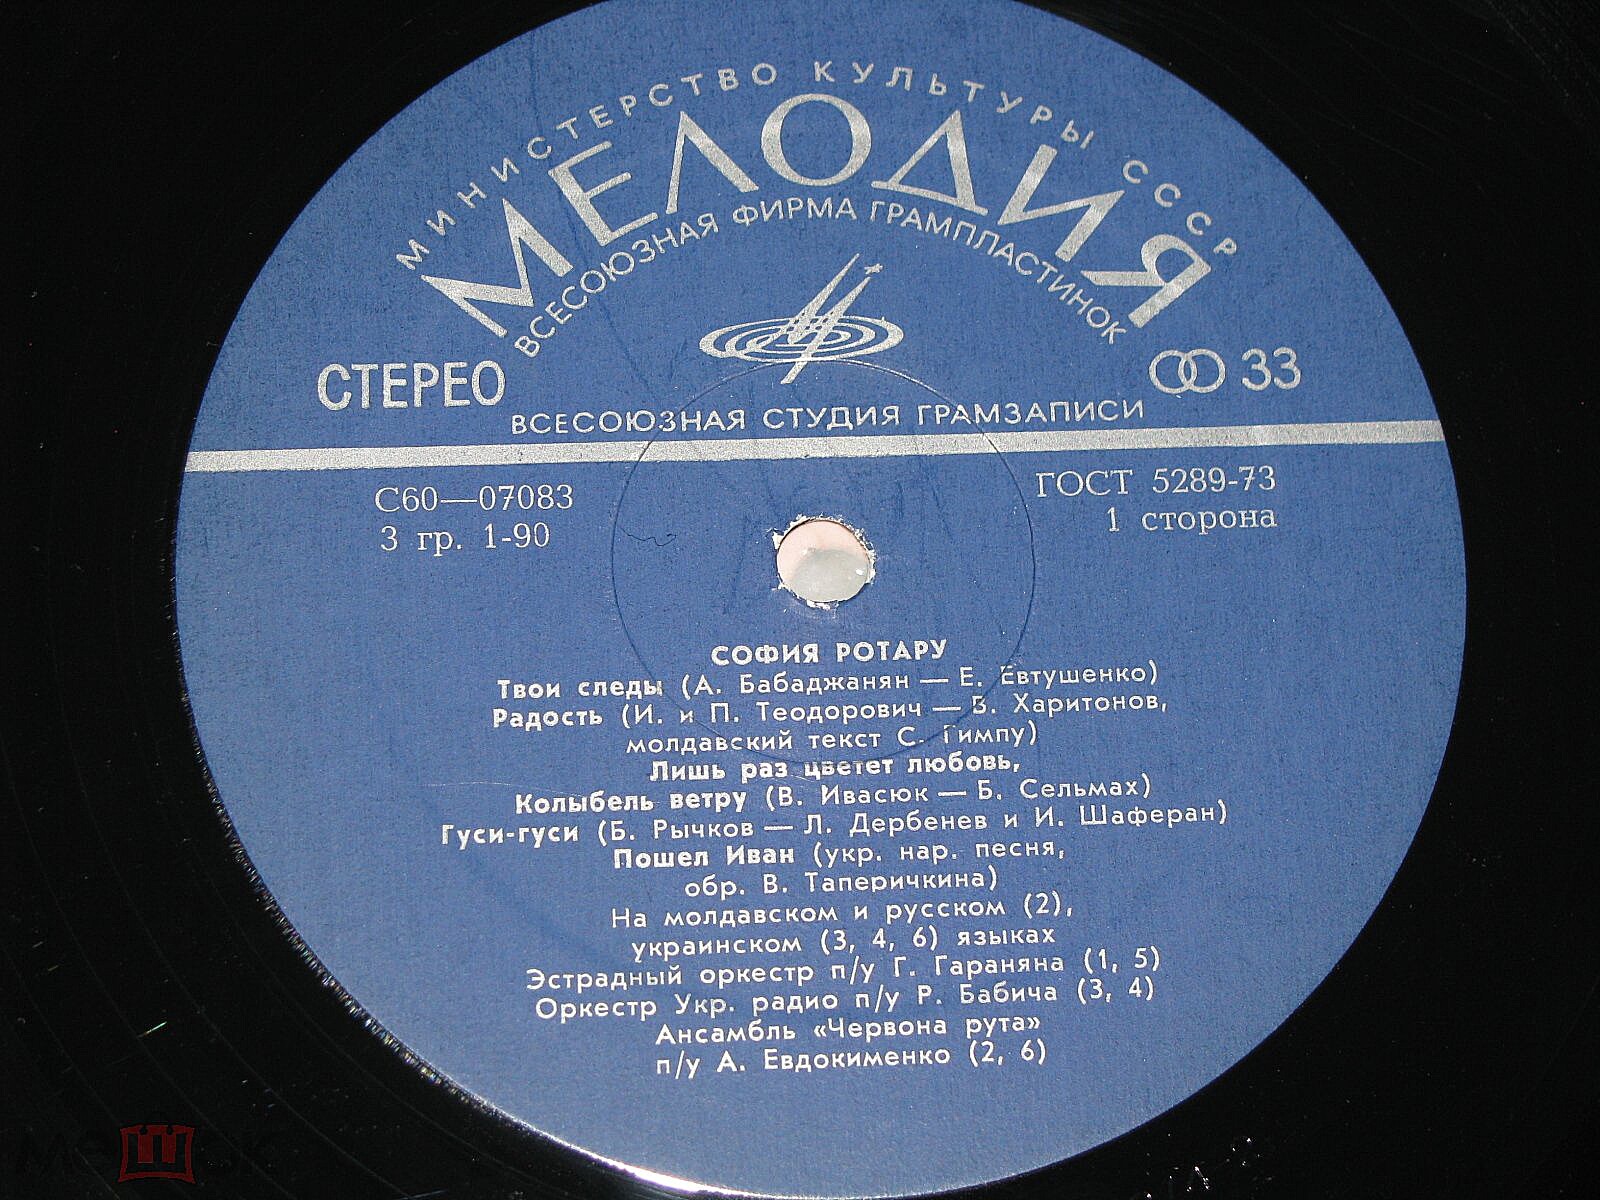 МИНИСТЕРСТВО КУЛЬТУРЫ СССР
МЕЛОДИЯ
ВСЕСОЮЗНАЯ ФИРМА ГРАМПЛАСТИНОК
СТЕРЕО
33
ВСЕСОЮЗНАЯ СТУДИЯ ГРАМЗАПИСИ
С60—07083
ГОСТ 5289-73
3 гр. 1-90
1 сторона
СОФИЯ РОТАРУ
Твои следы (А. Бабаджанян — Е. Евтушенко)
Радость (И. и П. Теодорович — В. Харитонов,
молдавский текст С. Гимпу)
Лишь раз цветет любовь,
Колыбель ветру (В. Ивасюк — Б. Сельмах)
Гуси-гуси (Б. Рычков — Л. Дербенев и И. Шаферан)
Пошел Иван (укр. нар. песня,
обр. В. Таперичкина)
На молдавском и русском (2),
украинском (3, 4, 6) языках
Эстрадный оркестр п/у Г. Гараняна (1, 5)
Оркестр Укр. радио п/у Р. Бабича (3, 4)
Ансамбль «Червона рута»
п/у А. Евдокименко (2, 6)
мешок